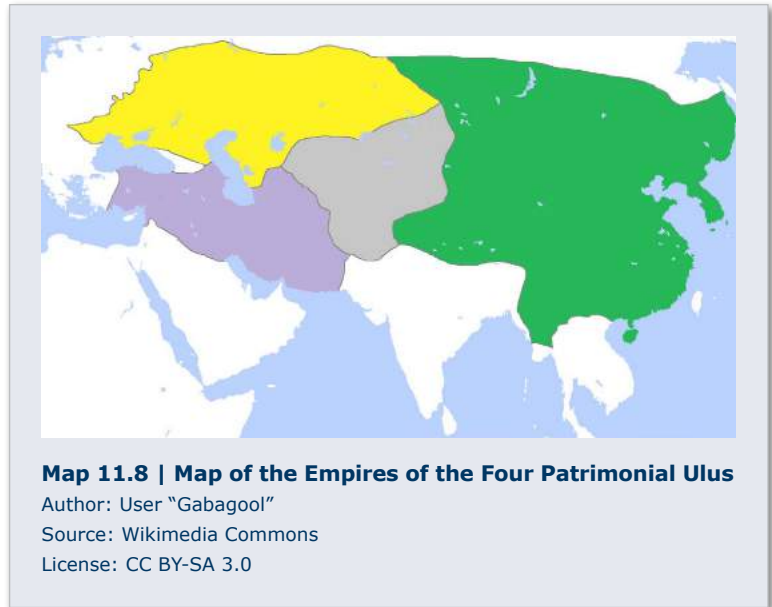 Map 11.8 | Map of the Empires of the Four Patrimonial Ulus
Author: User “Gabagool”
Source: Wikimedia Commons
License: CC BY-SA 3.0